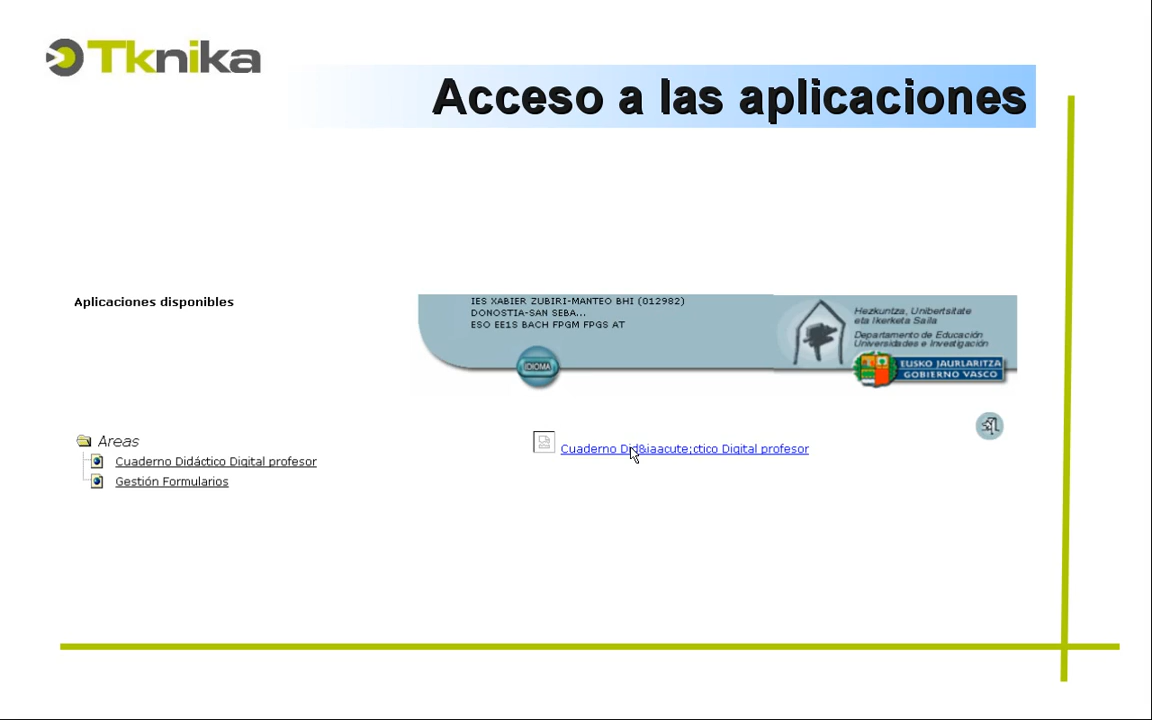 Tknika
Acceso a las aplicaciones
Aplicaciones disponibles
IES XABIER ZUBIRI-MANTEO BHI (012982)
DONOSTIA-SAN SEBA...
ESO EE1S BACH FPGM FPGS AT
IDIOMA
Hezkuntza, Unibertsitate
eta Ikerketa Saila
Departamento de Educación
Universidades e Investigación
EUSKO JAURLARITZA
GOBIERNO VASCO
Areas
Cuaderno Didáctico Digital profesor
Gestión Formularios
Cuaderno Did&iaacute;ctico Digital profesor